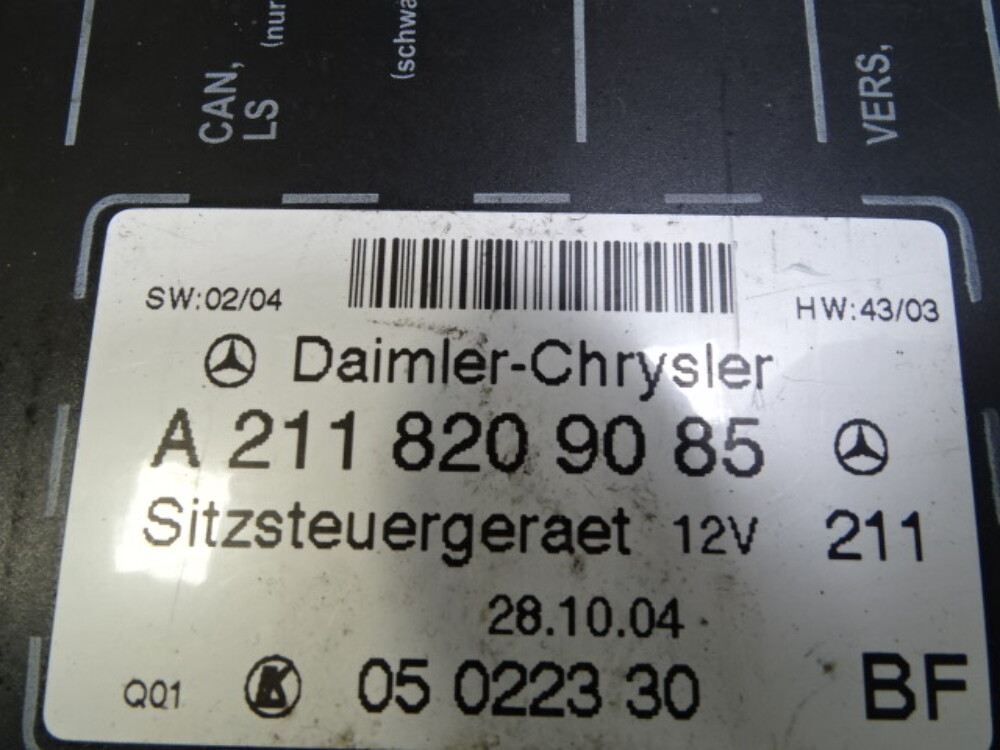 CAN,
LS
(nur
VERS,
SW:02/04
HW:43/03
Daimler-Chrysler
A 211 820 90 85
Sitzsteuergeraet 12V 211
28.10.04
Q01 K 05 0223 30 BF